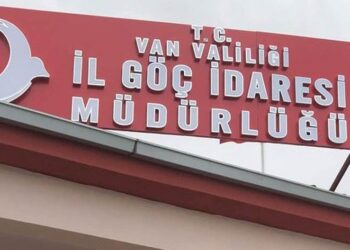 T.C.
VAN VALİLİĞİ
İL GÖÇ İDARESİ
MÜDÜRLÜĞÜ